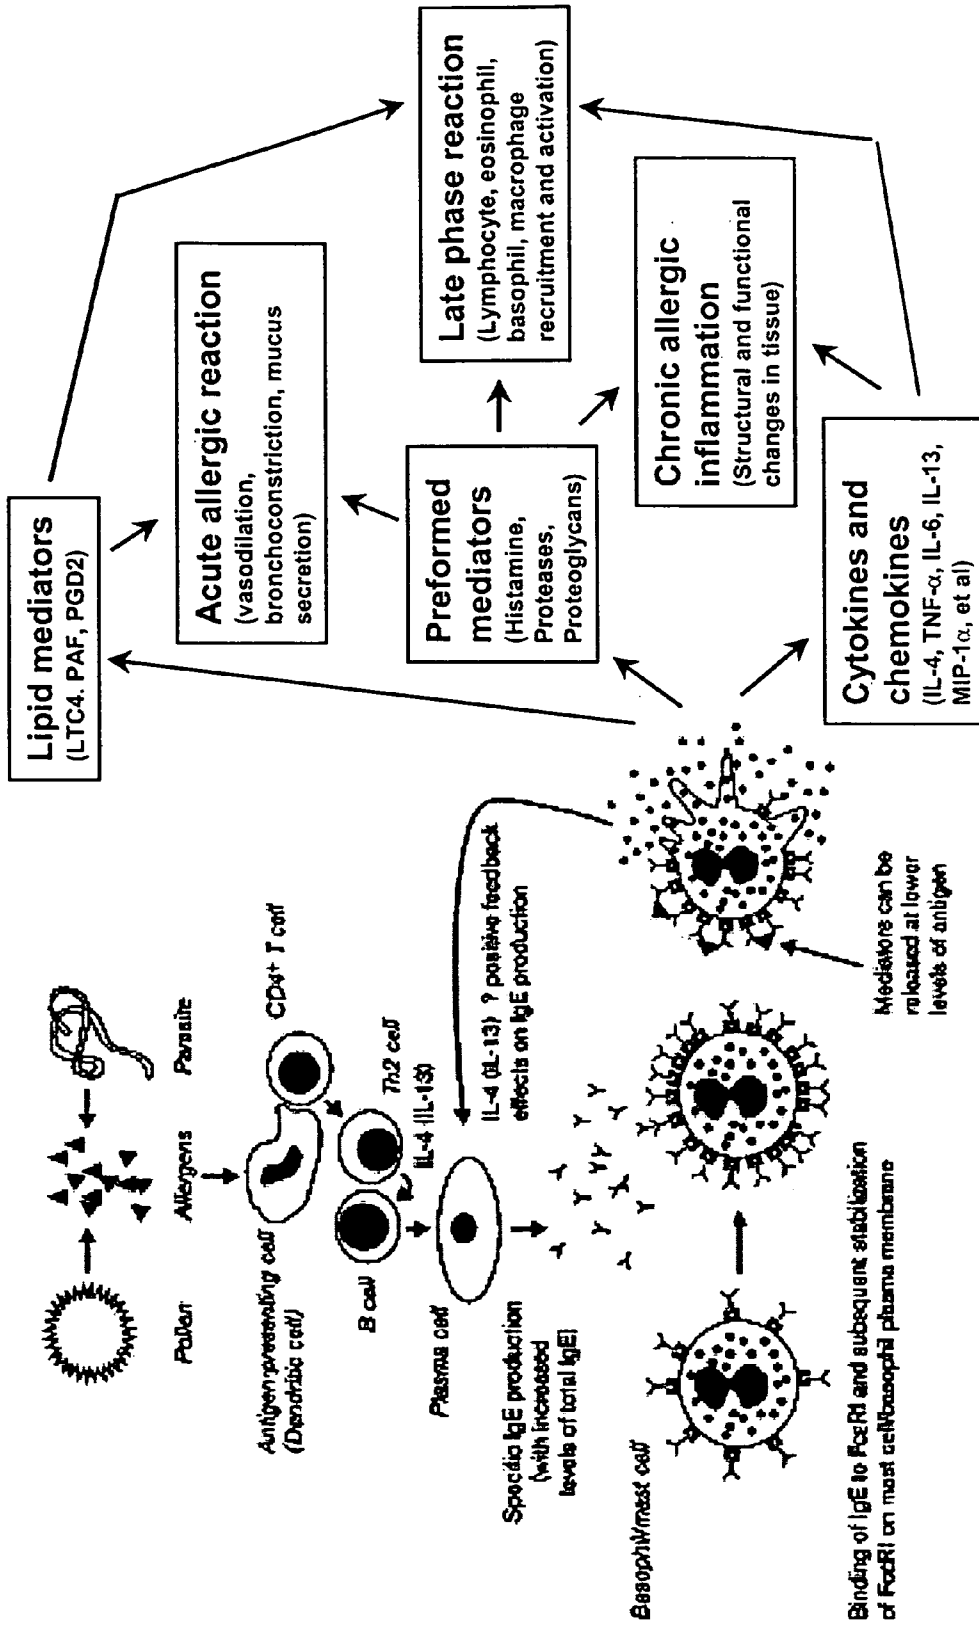 Pollen
Allergens
Parasite
Antigen-presenting cell
(Dendritic cell)
CD4+ T cell
B cell
Th2 cell
IL-4 (IL-13)
Plasma cell
IL-4 (IL-13) ? positive feedback
effects on IgE production
Specific IgE production
(with increased
levels of total IgE)
Basophil/mast cell
Binding of IgE to FcεRI and subsequent stabilization
of FcεRI on mast cell/basophil plasma membrane
Mediators can be
released at lower
levels of antigen
Lipid mediators
(LTC4. PAF, PGD2)
Acute allergic reaction
(vasodilation,
bronchoconstriction, mucus
secretion)
Preformed
mediators
(Histamine,
Proteases,
Proteoglycans)
Late phase reaction
(Lymphocyte, eosinophil,
basophil, macrophage
recruitment and activation)
Chronic allergic
inflammation
(Structural and functional
changes in tissue)
Cytokines and
chemokines
(IL-4, TNF-α, IL-6, IL-13,
MIP-1α, et al)